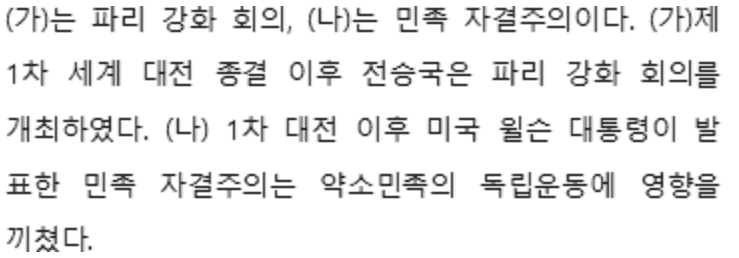 (가)는 파리 강화 회의, (나)는 민족 자결주의이다. (가)제
1차 세계 대전 종결 이후 전승국은 파리 강화 회의를
개최하였다. (나) 1차 대전 이후 미국 윌슨 대통령이 발
표한 민족 자결주의는 약소민족의 독립운동에 영향을
끼쳤다.